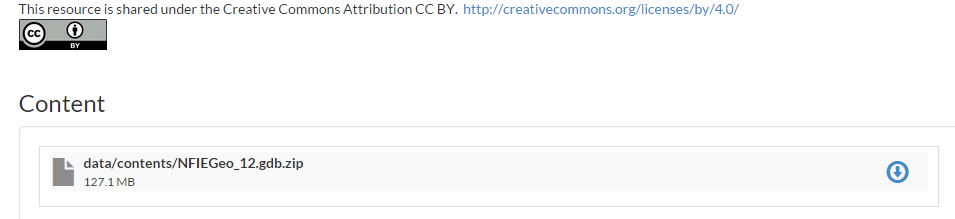 This resource is shared under the Creative Commons Attribution CC BY. http://creativecommons.org/licenses/by/4.0/
cc
BY
Content
data/contents/NFIEGeo_12.gdb.zip
127.1 MB